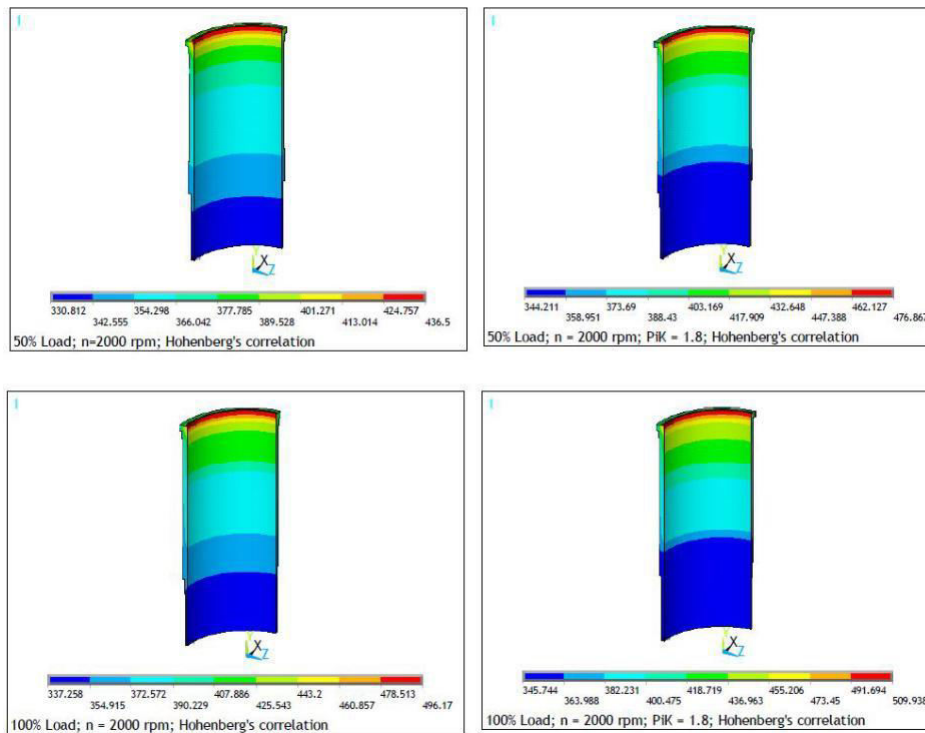 1
X
Z
330.812 354.298 377.785 401.271 424.757
342.555 366.042 389.528 413.014 436.5
50% Load; n=2000 rpm; Hohenberg's correlation
1
X
Z
344.211 373.69 403.169 432.648 462.127
358.951 388.43 417.909 447.388 476.867
50% Load; n = 2000 rpm; PiK = 1.8; Hohenberg's correlation
1
X
Z
337.258 372.572 407.886 443.2 478.513
354.915 390.229 425.543 460.857 496.17
100% Load; n = 2000 rpm; Hohenberg's correlation
1
X
Z
345.744 382.231 418.719 455.206 491.694
363.988 400.475 436.963 473.45 509.938
100% Load; n = 2000 rpm; PiK = 1.8; Hohenberg's correlation